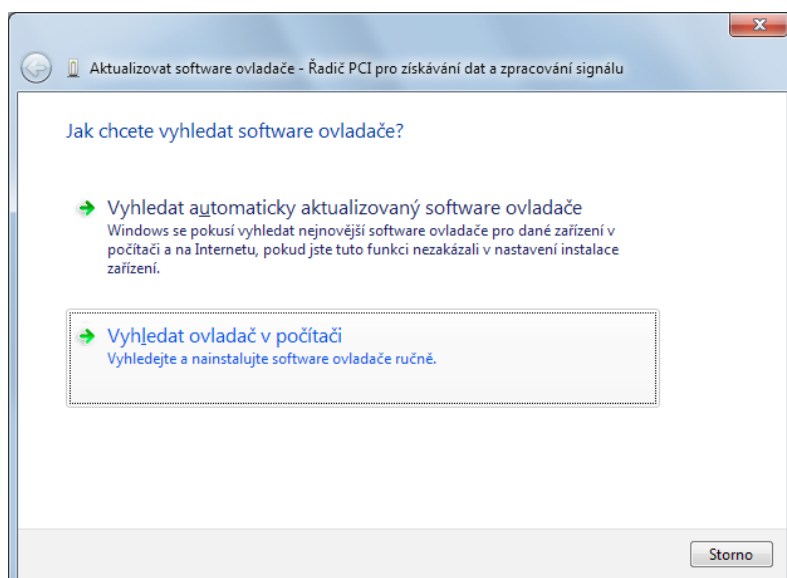 Aktualizovat software ovladače - Řadič PCI pro získávání dat a zpracování signálu
Jak chcete vyhledat software ovladače?
Vyhledat automaticky aktualizovaný software ovladače
Windows se pokusí vyhledat nejnovější software ovladače pro dané zařízení v
počítači a na Internetu, pokud jste tuto funkci nezakázali v nastavení instalace
zařízení.
Vyhledat ovladač v počítači
Vyhledejte a nainstalujte software ovladače ručně.
Storno